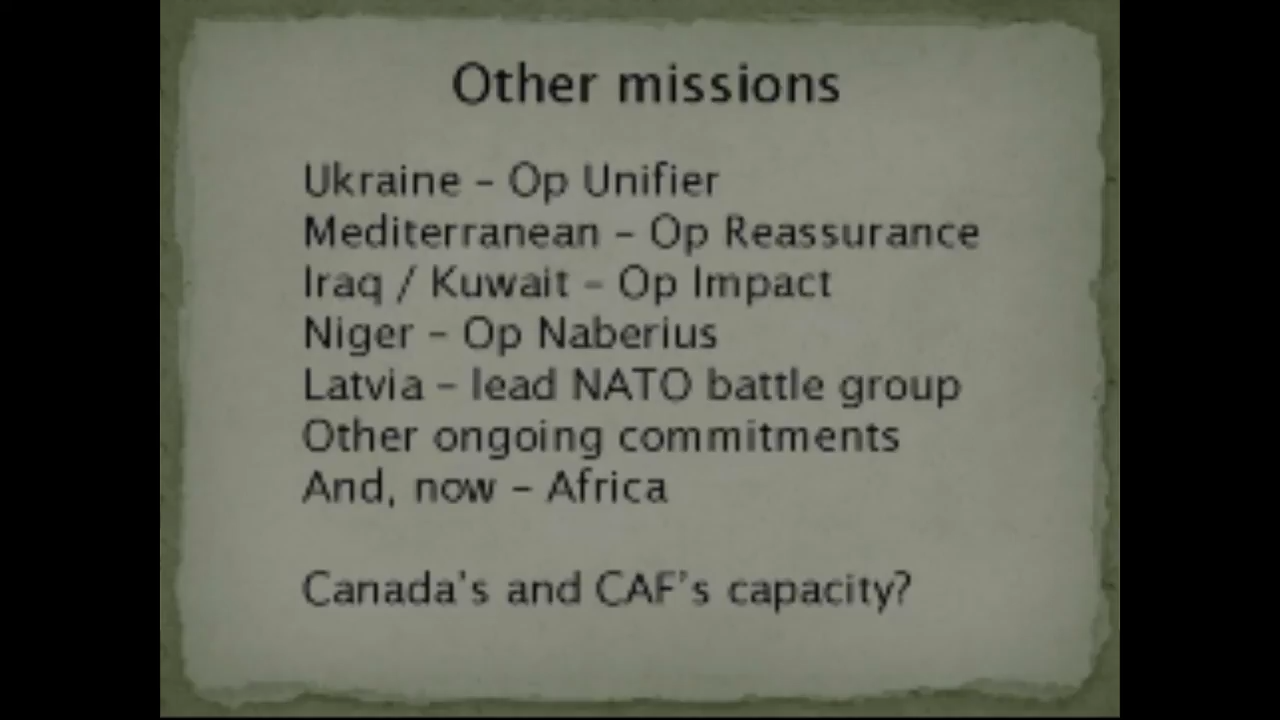 Other missions
Ukraine – Op Unifier
Mediterranean – Op Reassurance
Iraq / Kuwait – Op Impact
Niger – Op Naberius
Latvia – lead NATO battle group
Other ongoing commitments
And, now – Africa
Canada's and CAF's capacity?